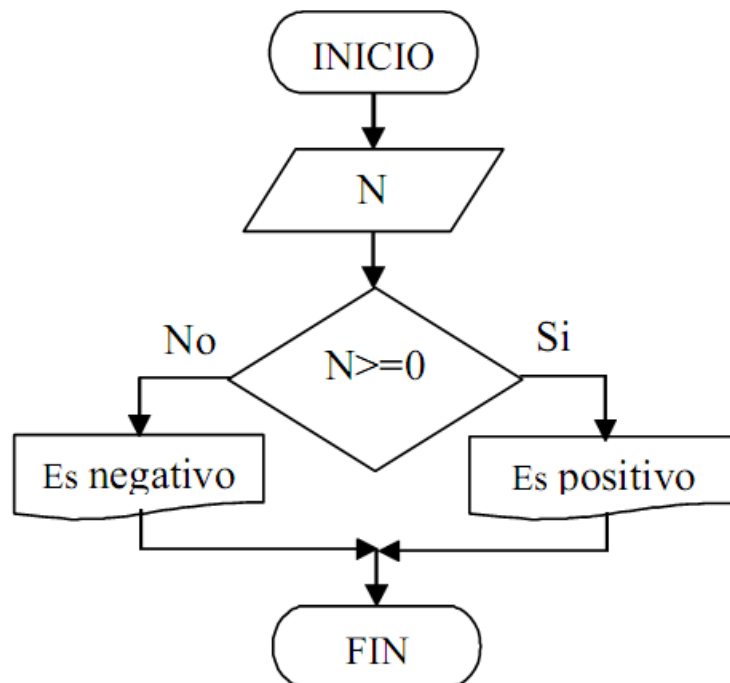 INICIO
N
No
Si
N>=0
Es negativo
Es positivo
FIN